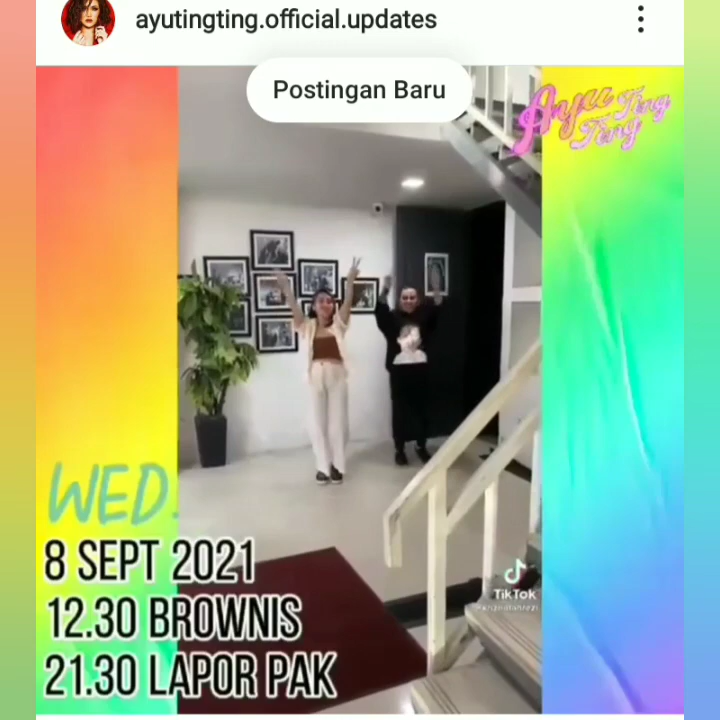 ayutingting.official.updates
Postingan Baru
Ayu
Ting
Ting
WED.
8 SEPT 2021
12.30 BROWNIS
21.30 LAPOR PAK
TikTok